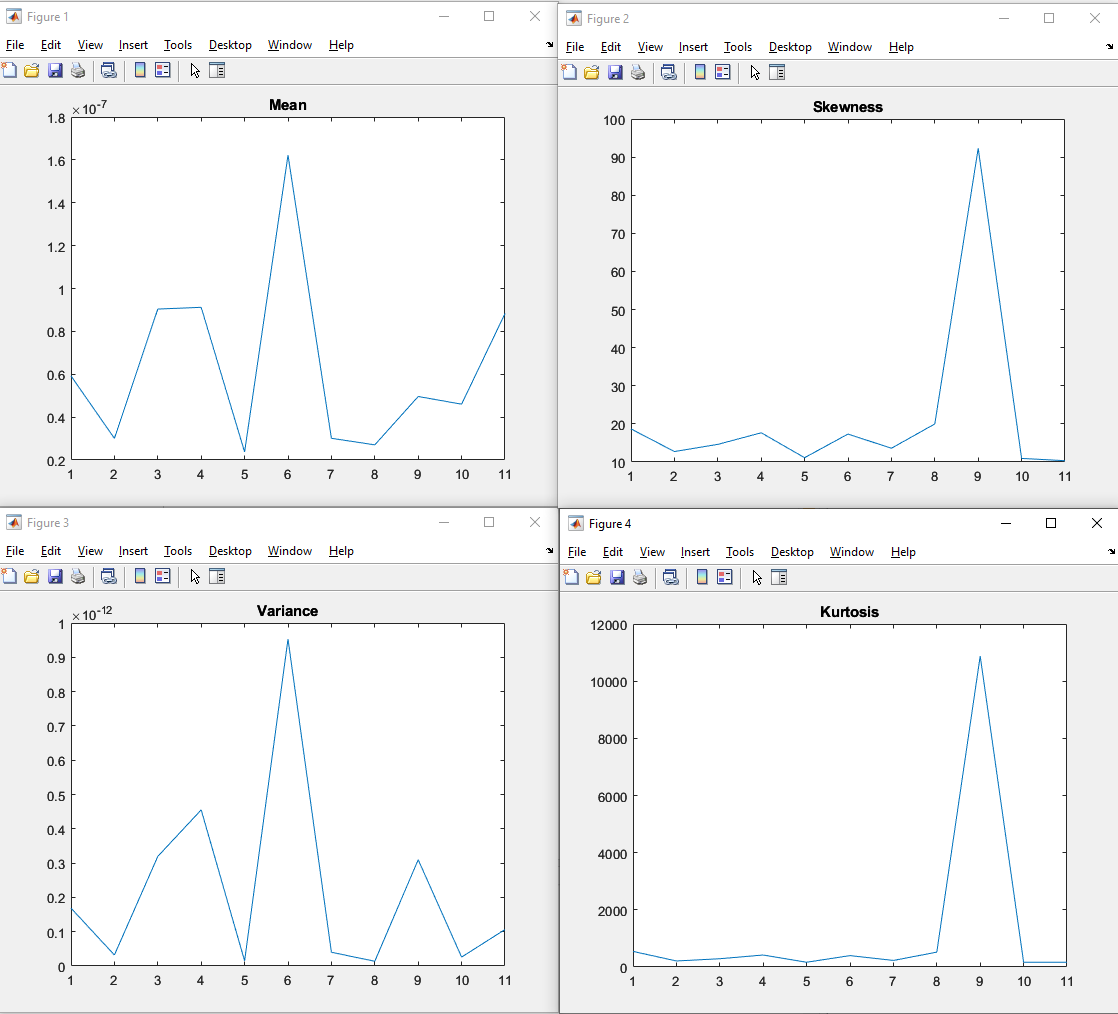 Figure 1
File Edit View Insert Tools Desktop Window Help
Mean
×10^-7
1.8
1.6
1.4
1.2
1
0.8
0.6
0.4
0.2
1 2 3 4 5 6 7 8 9 10 11
Figure 2
File Edit View Insert Tools Desktop Window Help
Skewness
100
90
80
70
60
50
40
30
20
10
1 2 3 4 5 6 7 8 9 10 11
Figure 3
File Edit View Insert Tools Desktop Window Help
Variance
×10^-12
1
0.9
0.8
0.7
0.6
0.5
0.4
0.3
0.2
0.1
0
1 2 3 4 5 6 7 8 9 10 11
Figure 4
File Edit View Insert Tools Desktop Window Help
Kurtosis
12000
10000
8000
6000
4000
2000
0
1 2 3 4 5 6 7 8 9 10 11